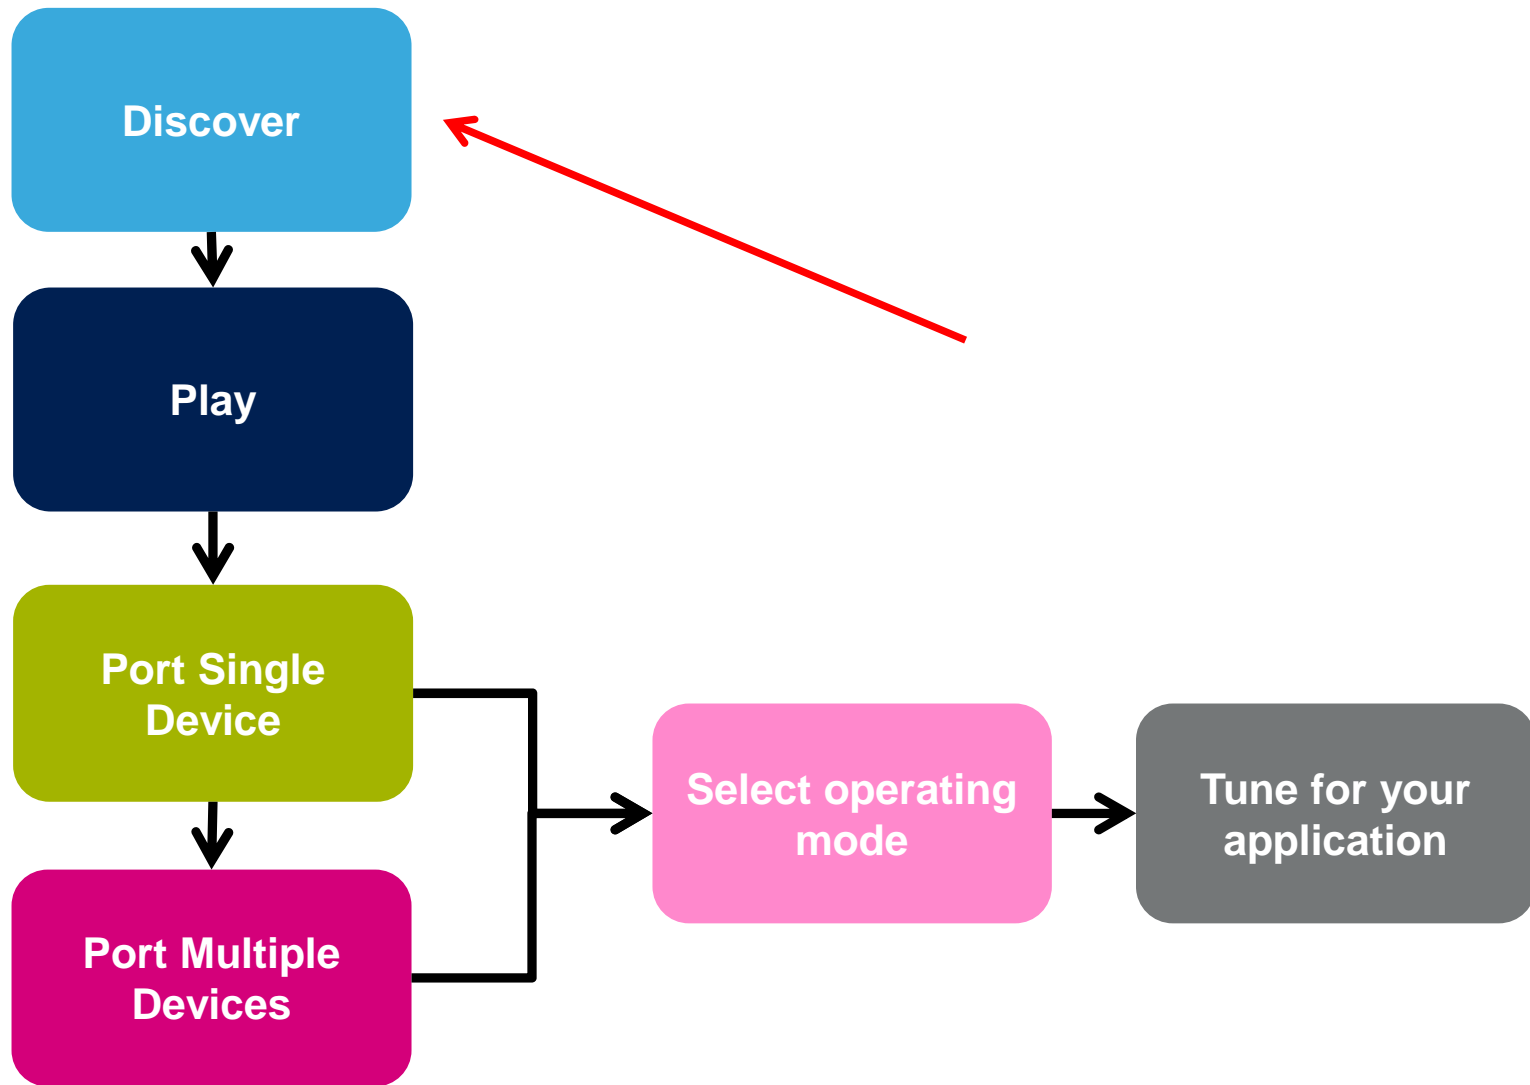 Discover
Play
Port Single
Device
Select operating
mode
Tune for your
application
Port Multiple
Devices